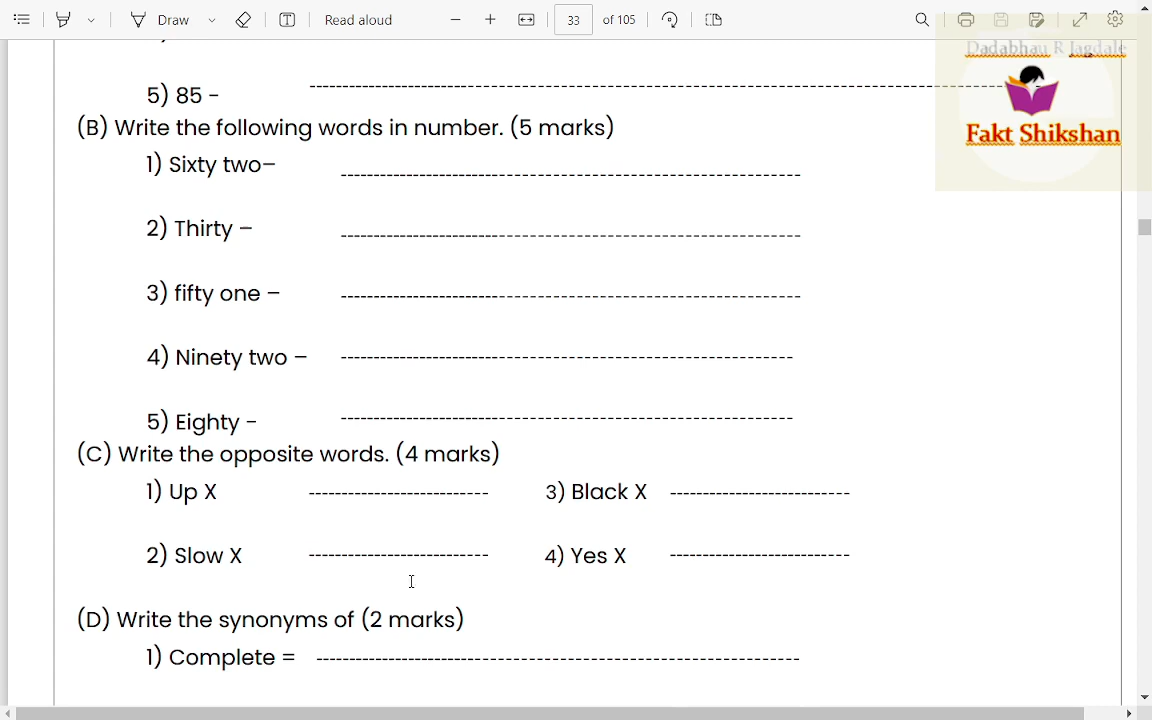 Draw Read aloud 33 of 105
Dadabhau R Jagdale
Fakt Shikshan
5) 85 -
(B) Write the following words in number. (5 marks)
1) Sixty two–
2) Thirty –
3) fifty one –
4) Ninety two –
5) Eighty -
(C) Write the opposite words. (4 marks)
1) Up X 3) Black X
2) Slow X 4) Yes X
(D) Write the synonyms of (2 marks)
1) Complete =